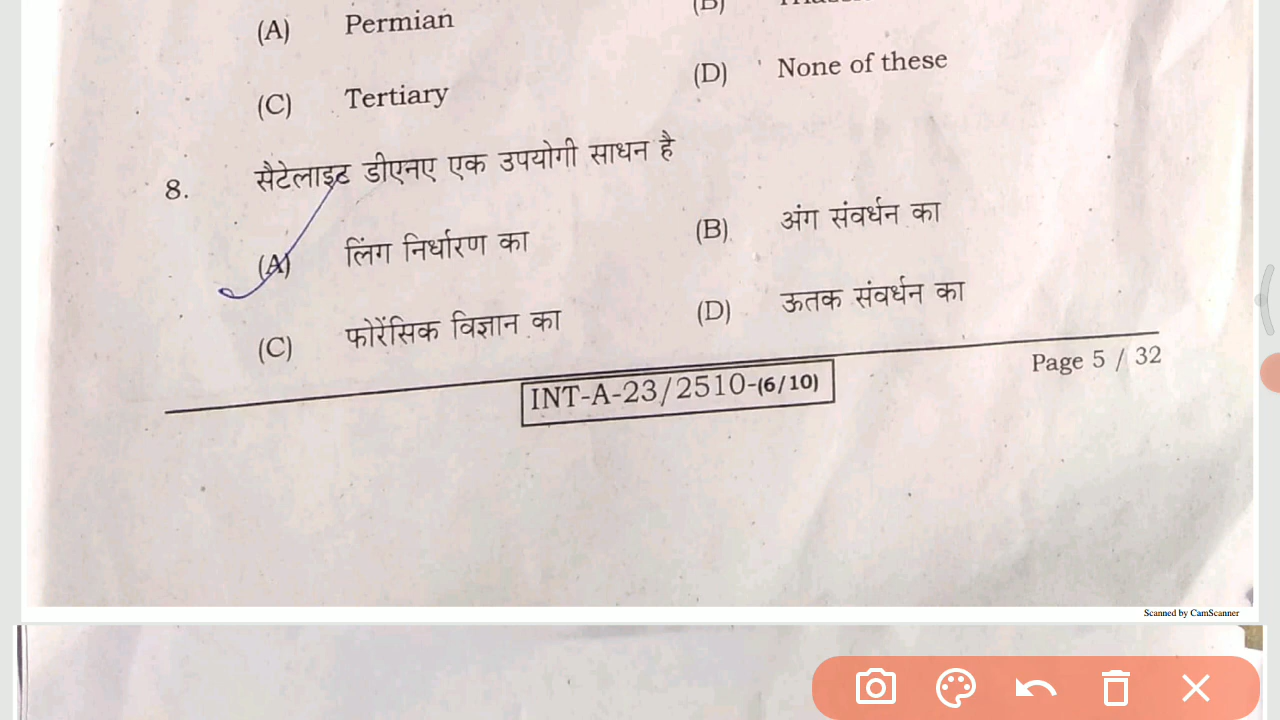 (A) Permian (B)
(C) Tertiary (D) None of these
8. सैटेलाइट डीएनए एक उपयोगी साधन है
(A) लिंग निर्धारण का (B) अंग संवर्धन का
(C) फोरेंसिक विज्ञान का (D) ऊतक संवर्धन का
INT-A-23/2510-(6/10) Page 5 / 32
Scanned by CamScanner